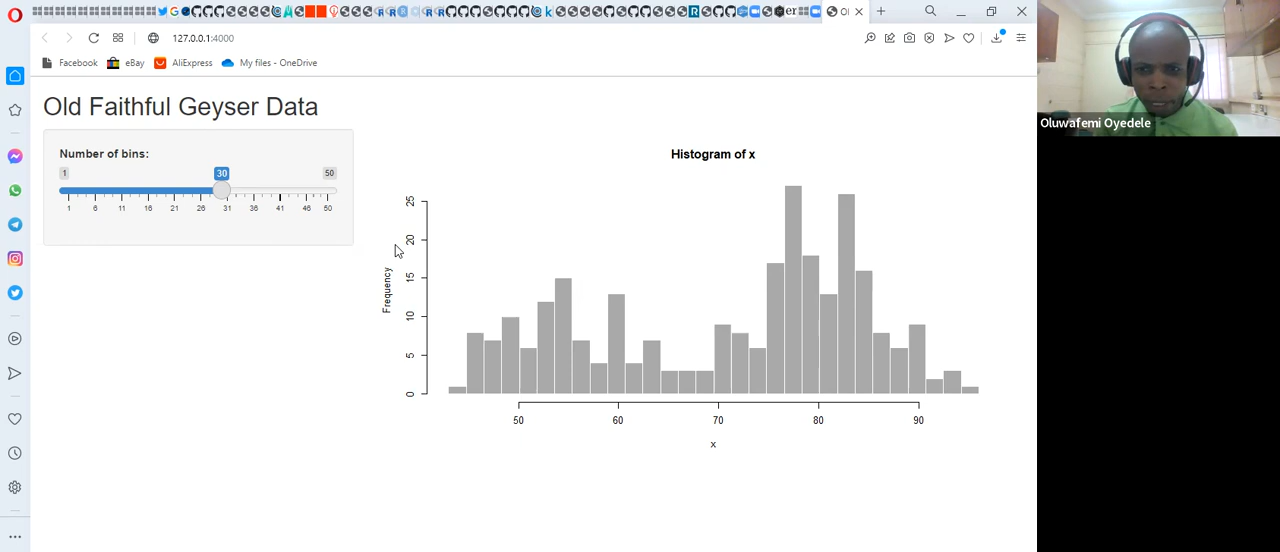 Ol
127.0.0.1:4000
Facebook eBay AliExpress My files - OneDrive
Oluwafemi Oyedele
Old Faithful Geyser Data
Number of bins:
1 30 50
1 6 11 16 21 26 31 36 41 46 50
Histogram of x
Frequency
25
20
15
10
5
0
50 60 70 80 90
x